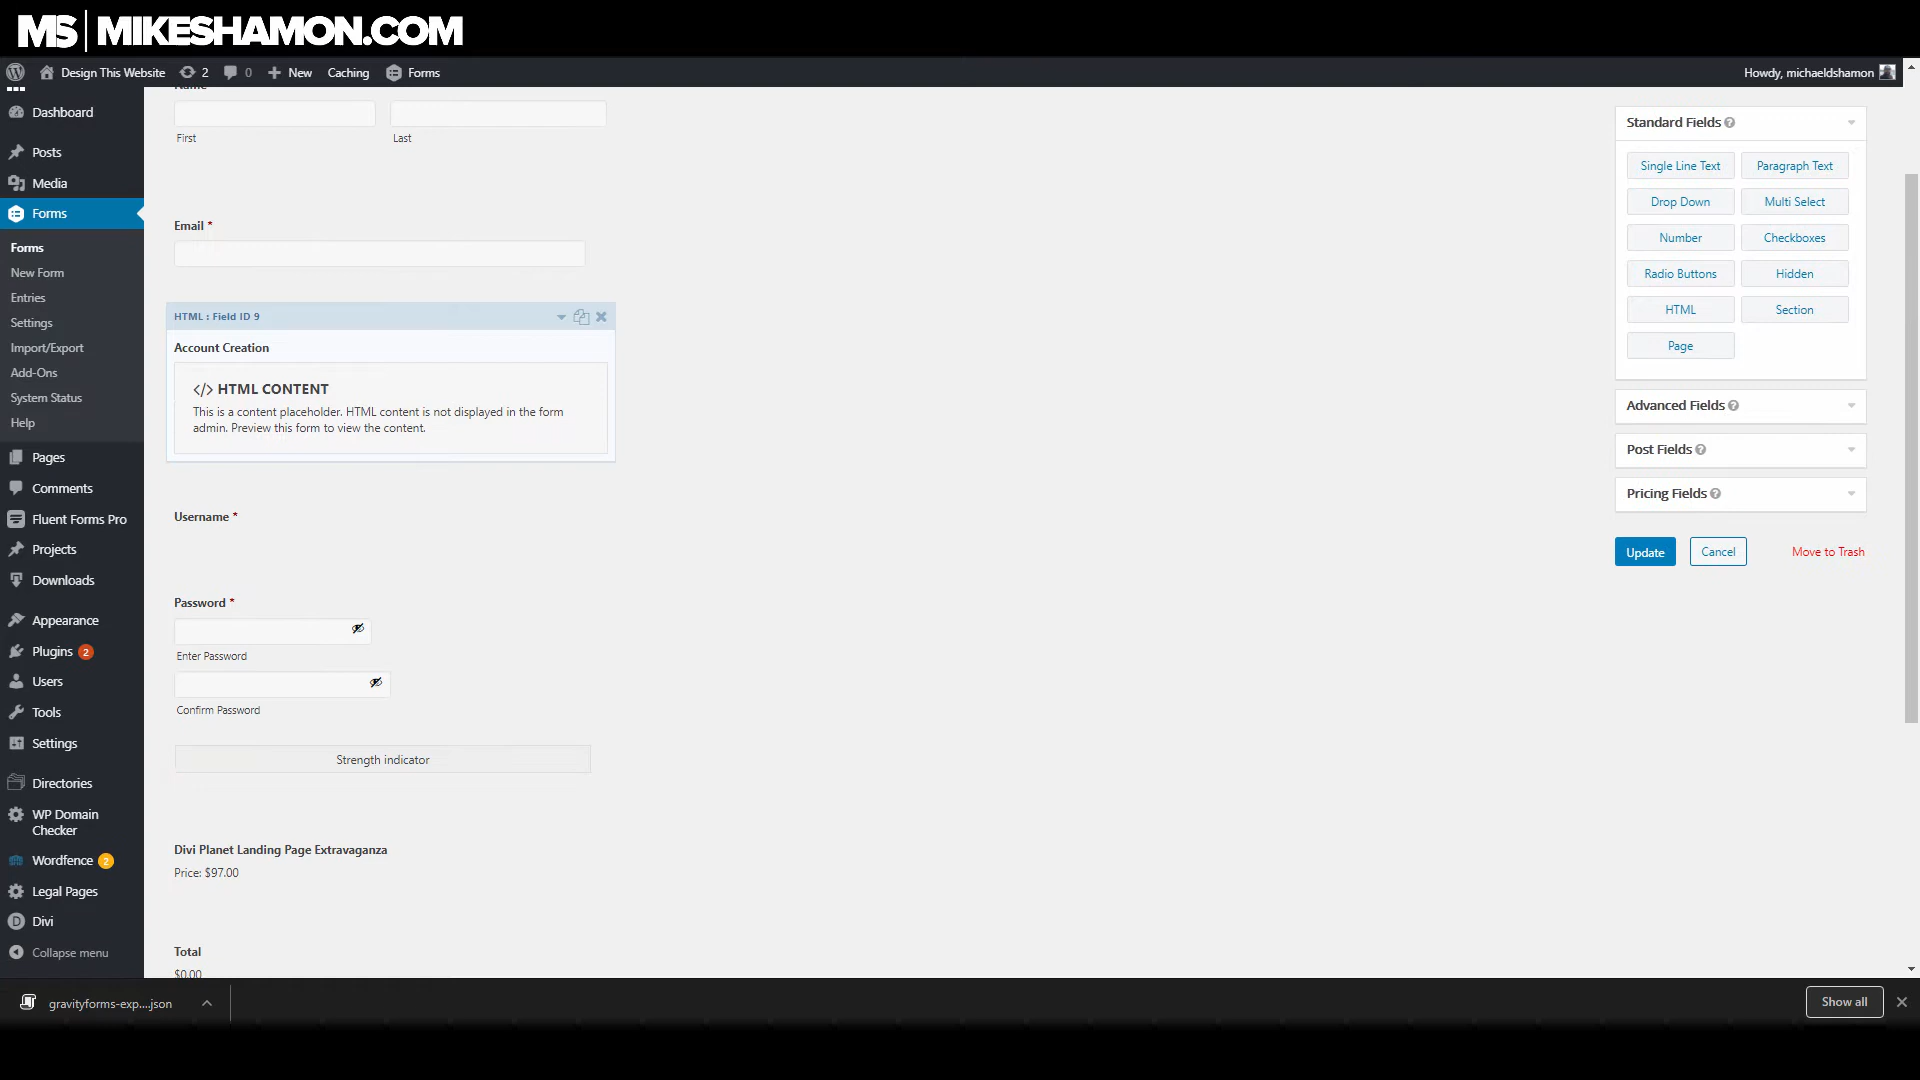 MS | MIKESHAMON.COM
Design This Website 2 0 New Caching Forms
Howdy, michaeldshamon
Dashboard
Posts
Media
Forms
Forms
New Form
Entries
Settings
Import/Export
Add-Ons
System Status
Help
Pages
Comments
Fluent Forms Pro
Projects
Downloads
Appearance
Plugins 2
Users
Tools
Settings
Directories
WP Domain
Checker
Wordfence 2
Legal Pages
Divi
Collapse menu
Name
First Last
Email *
HTML : Field ID 9
Account Creation
</> HTML CONTENT
This is a content placeholder. HTML content is not displayed in the form
admin. Preview this form to view the content.
Username *
Password *
Enter Password
Confirm Password
Strength indicator
Divi Planet Landing Page Extravaganza
Price: $97.00
Total
$0.00
Standard Fields
Single Line Text Paragraph Text
Drop Down Multi Select
Number Checkboxes
Radio Buttons Hidden
HTML Section
Page
Advanced Fields
Post Fields
Pricing Fields
Update Cancel Move to Trash
gravityforms-exp....json
Show all